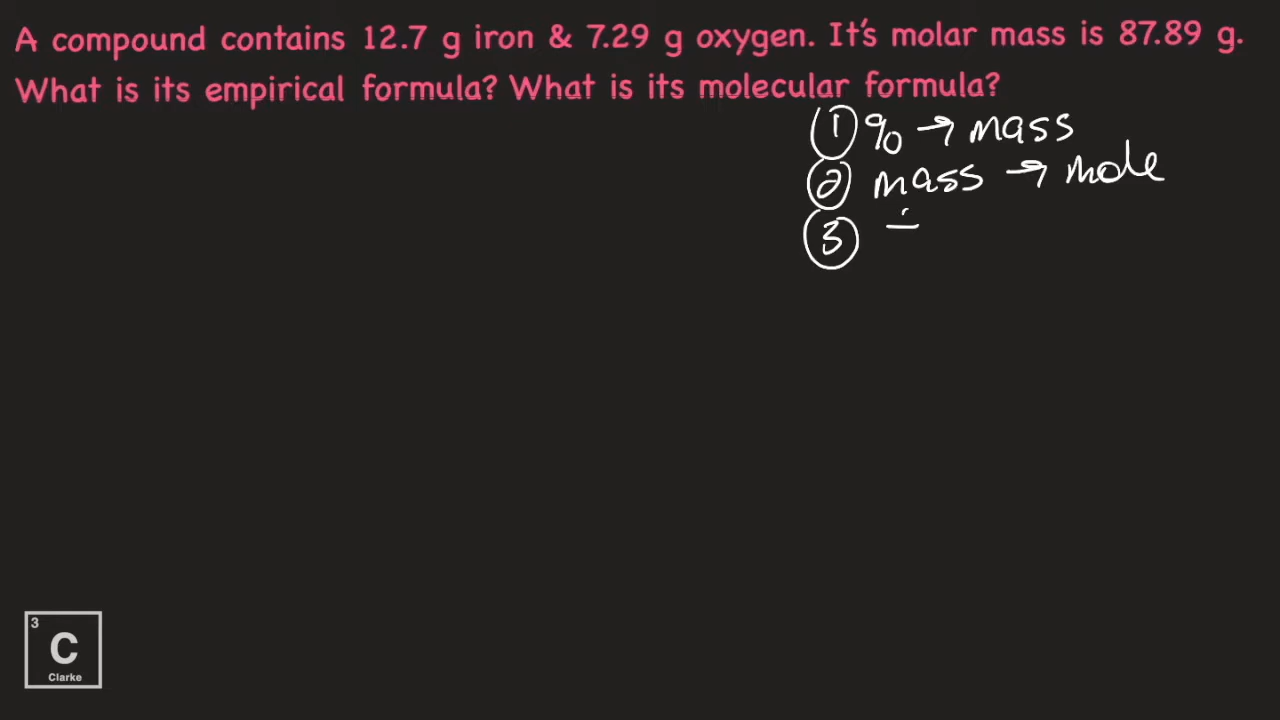 A compound contains 12.7 g iron & 7.29 g oxygen. It's molar mass is 87.89 g.
What is its empirical formula? What is its molecular formula?
① % → mass
② mass → mole
③ ÷
3
C
Clarke